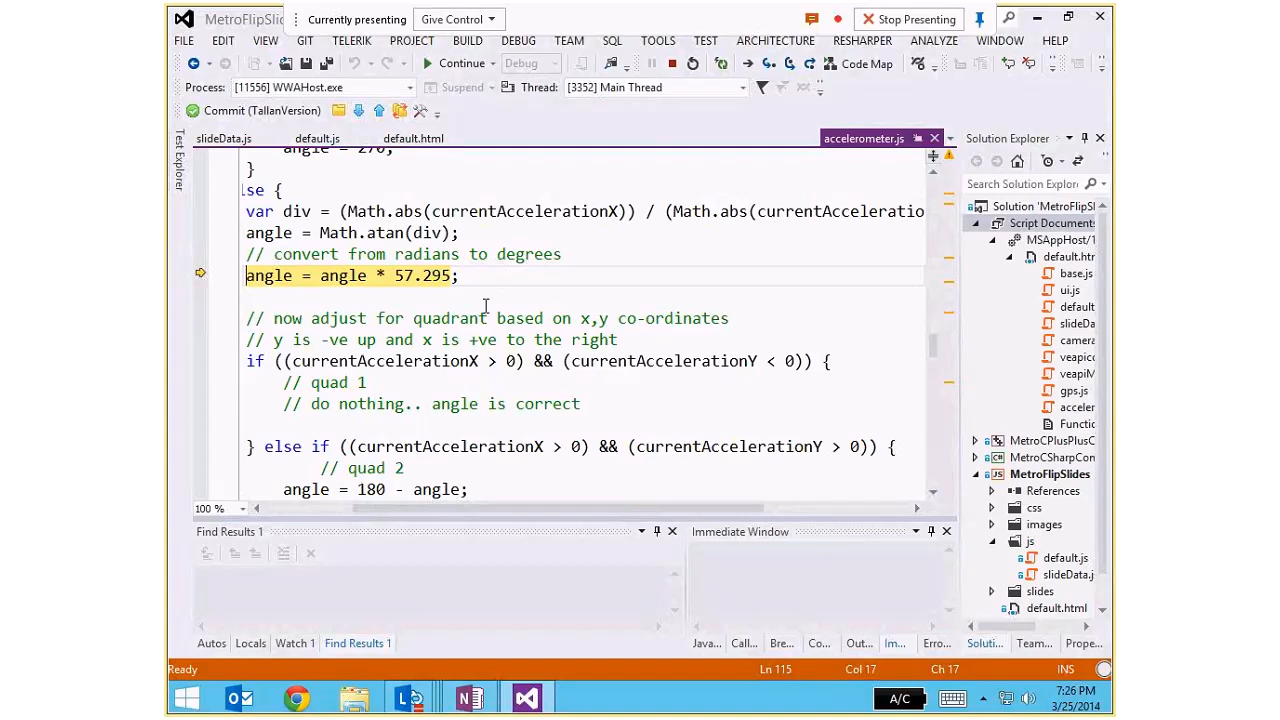 MetroFlipSlid
Currently presenting
Give Control
Stop Presenting
FILE EDIT VIEW GIT TELERIK PROJECT BUILD DEBUG TEAM SQL TOOLS TEST ARCHITECTURE RESHARPER ANALYZE WINDOW HELP
Continue Debug Code Map
Process: [11556] WWAHost.exe Suspend Thread: [3352] Main Thread
Commit (TallanVersion)
Test Explorer
slideData.js default.js default.html accelerometer.js
angle = 270;
}
lse {
var div = (Math.abs(currentAccelerationX)) / (Math.abs(currentAcceleratio
angle = Math.atan(div);
// convert from radians to degrees
angle = angle * 57.295;
// now adjust for quadrant based on x,y co-ordinates
// y is -ve up and x is +ve to the right
if ((currentAccelerationX > 0) && (currentAccelerationY < 0)) {
// quad 1
// do nothing.. angle is correct
} else if ((currentAccelerationX > 0) && (currentAccelerationY > 0)) {
// quad 2
angle = 180 - angle;
100 %
Solution Explorer
Search Solution Explor
Solution 'MetroFlipSl
Script Document:
MSAppHost/1
default.htr
base.js
ui.js
default
slideDa
camera
veapico
veapiM
gps.js
acceler
Functic
MetroCPlusPlusC
MetroCSharpCon
MetroFlipSlides
References
css
images
js
default.js
slideData.j
slides
default.html
Find Results 1
Immediate Window
Autos Locals Watch 1 Find Results 1
Java... Call... Bre... Co... Out... Im... Erro...
Soluti... Team... Prope...
Ready Ln 115 Col 17 Ch 17 INS
A/C
7:26 PM
3/25/2014